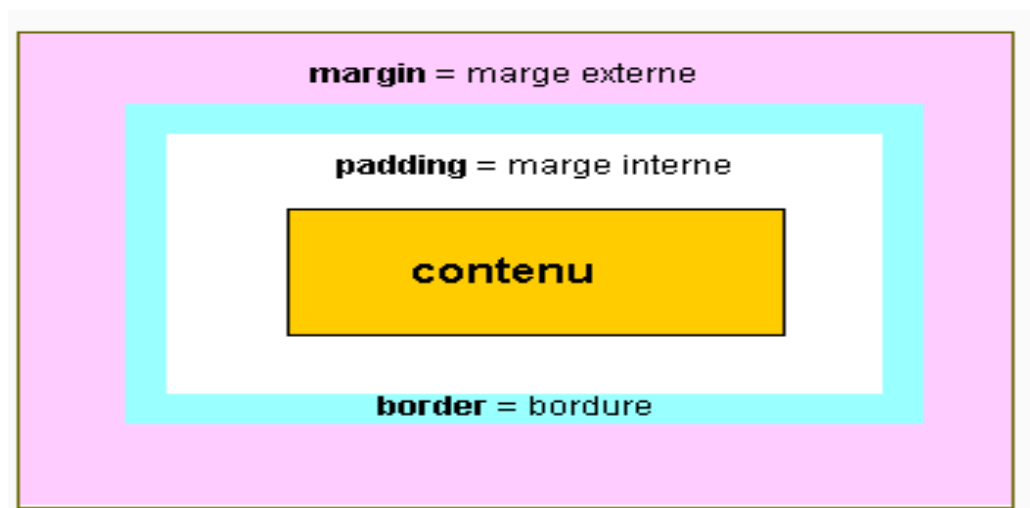 margin = marge externe
padding = marge interne
contenu
border = bordure